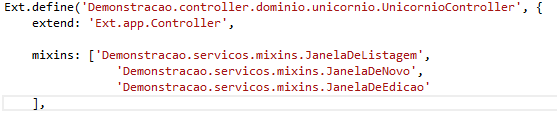 Ext.define('Demonstracao.controller.dominio.unicornio.UnicornioController', {
    extend: 'Ext.app.Controller',
    mixins: ['Demonstracao.servicos.mixins.JanelaDeListagem',
             'Demonstracao.servicos.mixins.JanelaDeNovo',
             'Demonstracao.servicos.mixins.JanelaDeEdicao'
    ],